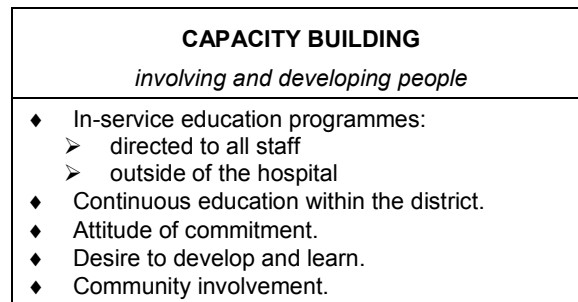 CAPACITY BUILDING
involving and developing people
♦ In-service education programmes:
➢ directed to all staff
➢ outside of the hospital
♦ Continuous education within the district.
♦ Attitude of commitment.
♦ Desire to develop and learn.
♦ Community involvement.